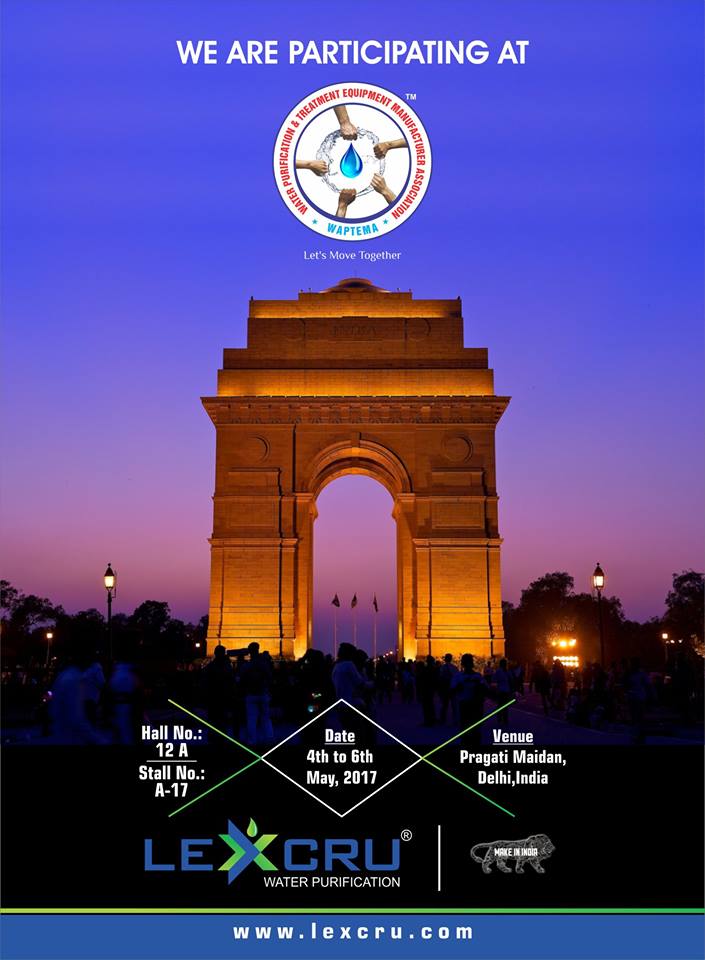 WE ARE PARTICIPATING AT
WATER PURIFICATION & TREATMENT EQUIPMENT MANUFACTURER ASSOCIATION
TM
WAPTEMA
Let's Move Together
INDIA
Hall No.:
12 A
Stall No.:
A-17
Date
4th to 6th
May, 2017
Venue
Pragati Maidan,
Delhi,India
LEXCRU®
WATER PURIFICATION
MAKE IN INDIA
www.lexcru.com